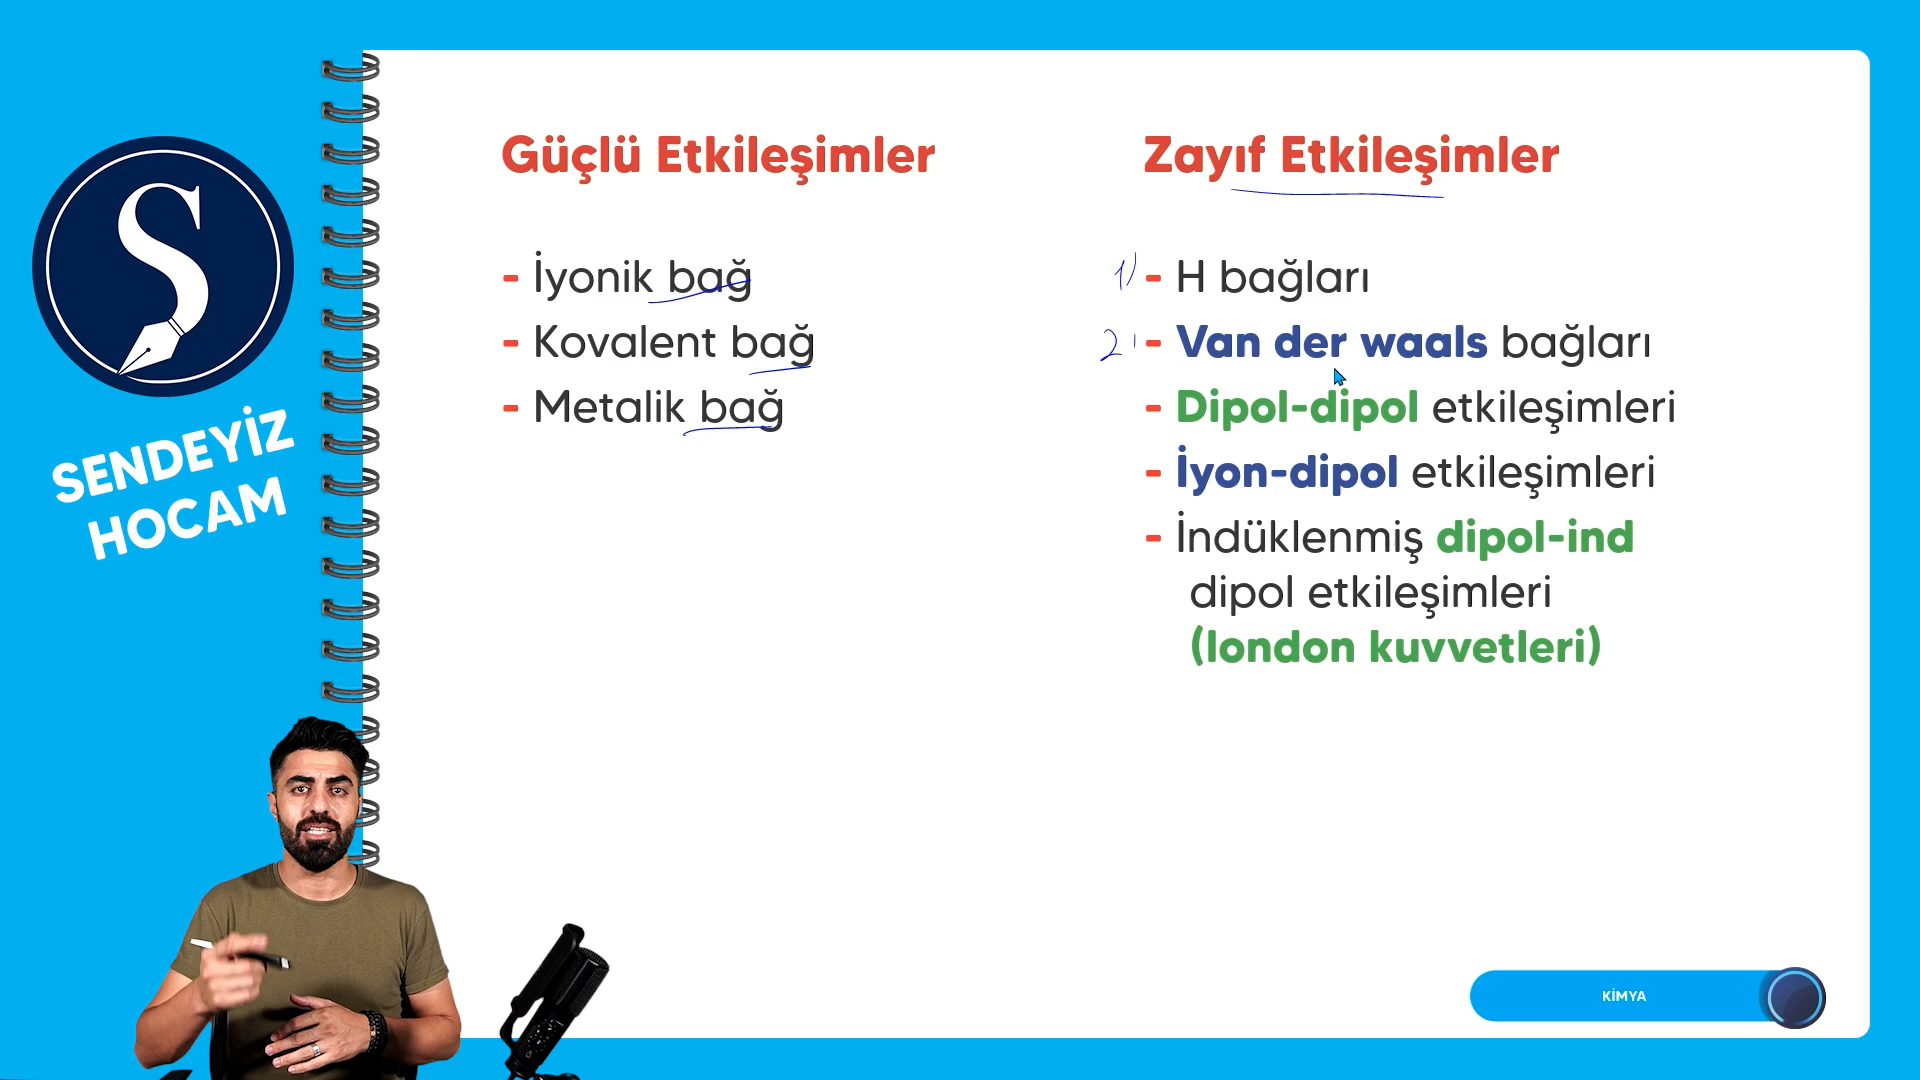 SENDEYİZ
HOCAM
Güçlü Etkileşimler
- İyonik bağ
- Kovalent bağ
- Metalik bağ
Zayıf Etkileşimler
1) - H bağları
2) - Van der waals bağları
- Dipol-dipol etkileşimleri
- İyon-dipol etkileşimleri
- İndüklenmiş dipol-ind
dipol etkileşimleri
(london kuvvetleri)
KİMYA